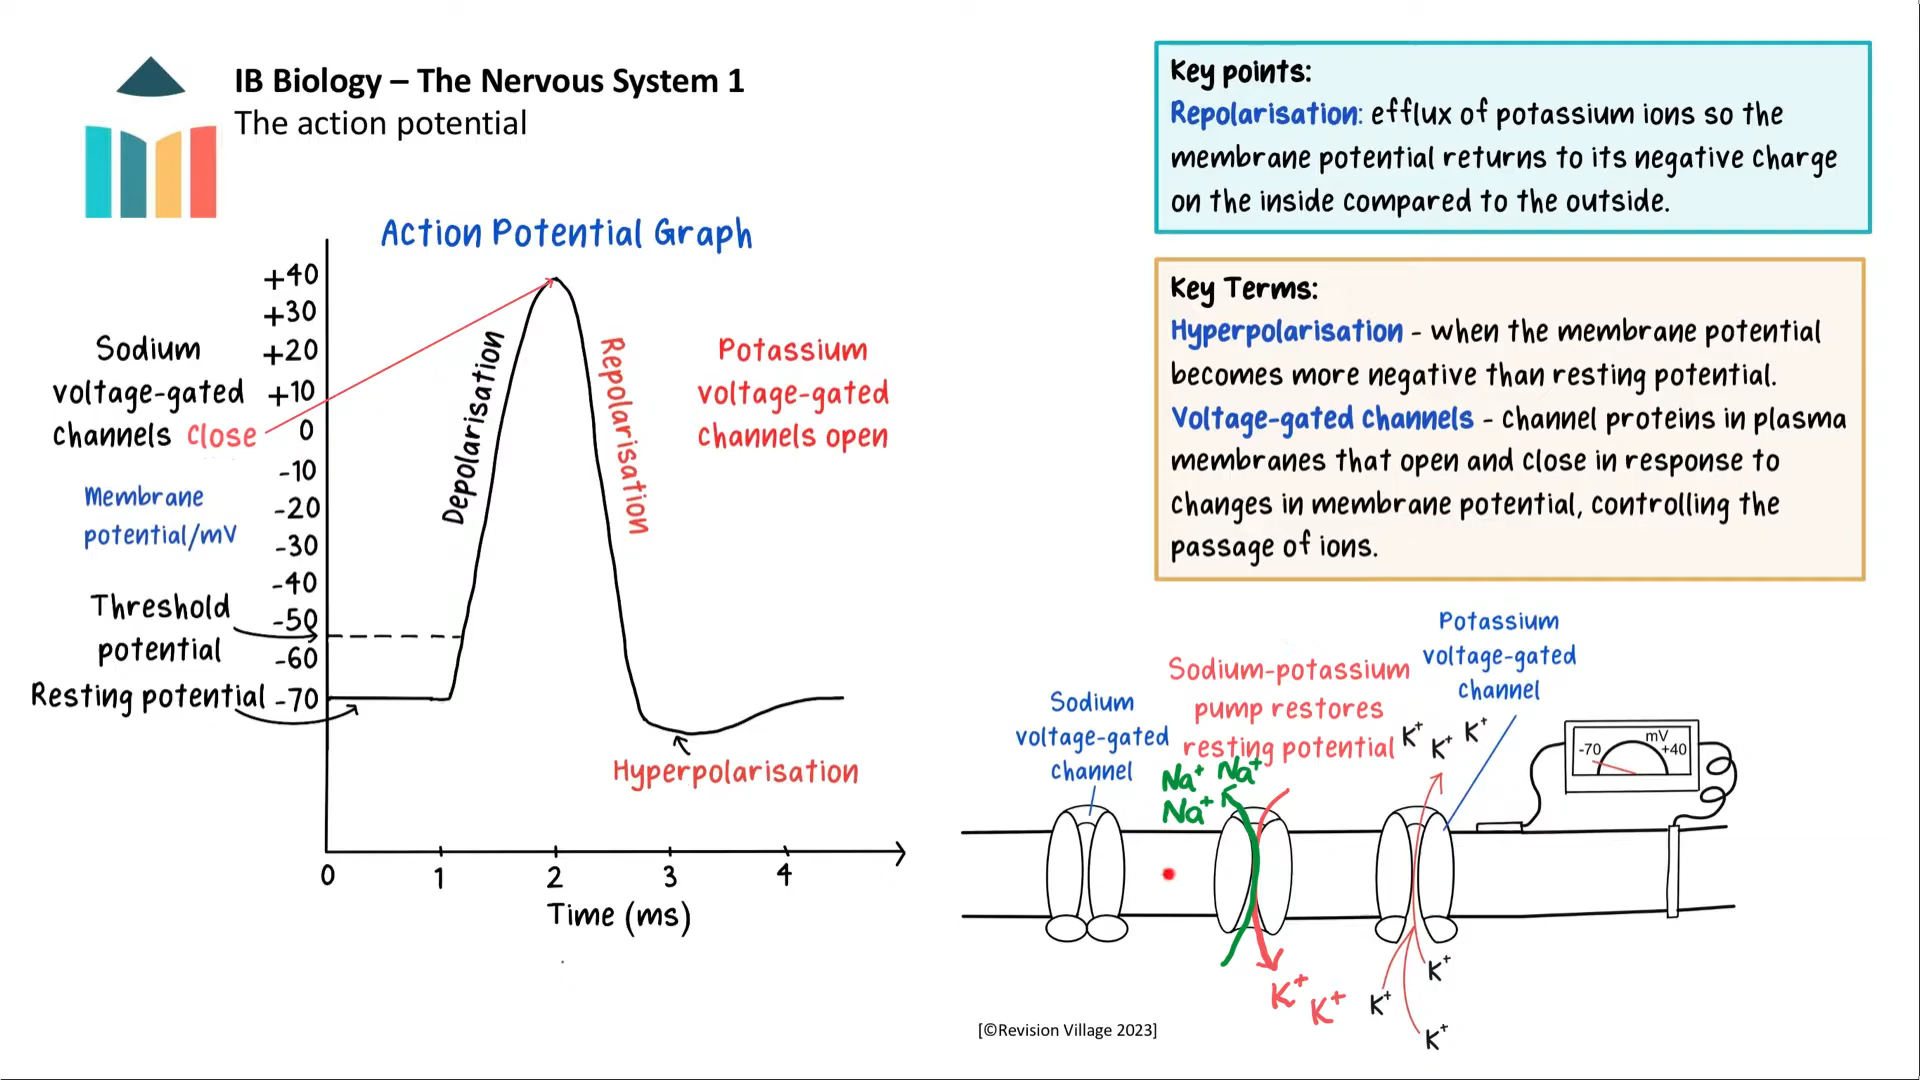 IB Biology – The Nervous System 1
The action potential
Action Potential Graph
+40
+30
+20
+10
0
-10
-20
-30
-40
-50
-60
-70
Sodium
voltage-gated
channels close
Membrane
potential/mV
Threshold
potential
Resting potential
Depolarisation
Repolarisation
Potassium
voltage-gated
channels open
Hyperpolarisation
0 1 2 3 4
Time (ms)
Key points:
Repolarisation: efflux of potassium ions so the
membrane potential returns to its negative charge
on the inside compared to the outside.
Key Terms:
Hyperpolarisation - when the membrane potential
becomes more negative than resting potential.
Voltage-gated channels - channel proteins in plasma
membranes that open and close in response to
changes in membrane potential, controlling the
passage of ions.
Sodium
voltage-gated
channel
Sodium-potassium
pump restores
resting potential
Potassium
voltage-gated
channel
K⁺ K⁺ K⁺
Na⁺ Na⁺
Na⁺
mV
-70 +40
K⁺ K⁺
K⁺
K⁺
K⁺
[©Revision Village 2023]